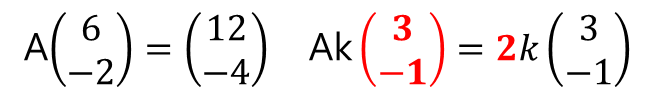 A(6 −2) = (12 −4) Ak(3 −1) = 2k(3 −1)